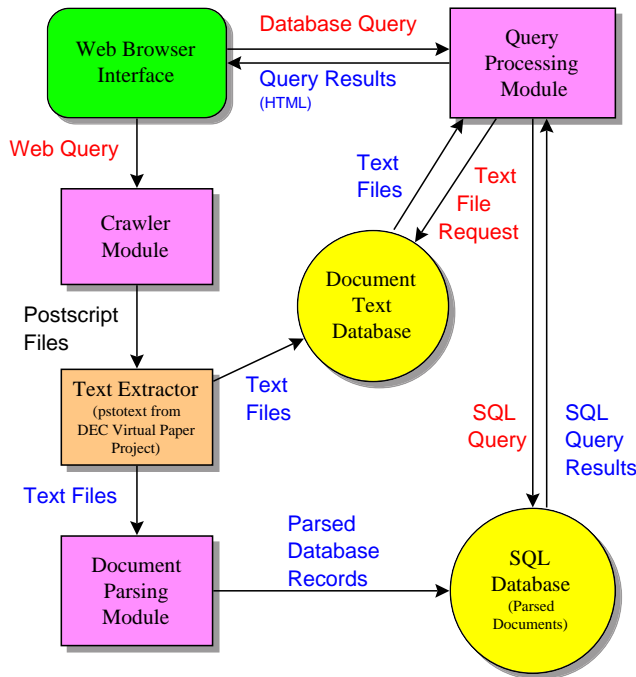 Web Browser
Interface
Database Query
Query Results
(HTML)
Query
Processing
Module
Web Query
Crawler
Module
Text
Files
Text
File
Request
Document
Text
Database
Postscript
Files
Text Extractor
(pstotext from
DEC Virtual Paper
Project)
Text
Files
SQL
Query
SQL
Query
Results
Text Files
Document
Parsing
Module
Parsed
Database
Records
SQL
Database
(Parsed
Documents)